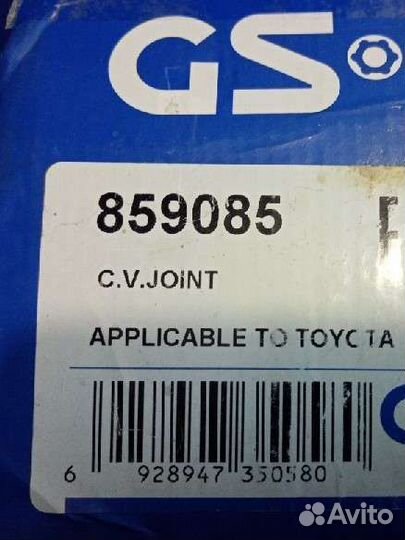 GS
859085
C.V.JOINT
APPLICABLE TO TOYOTA
6 928947 350580
Avito